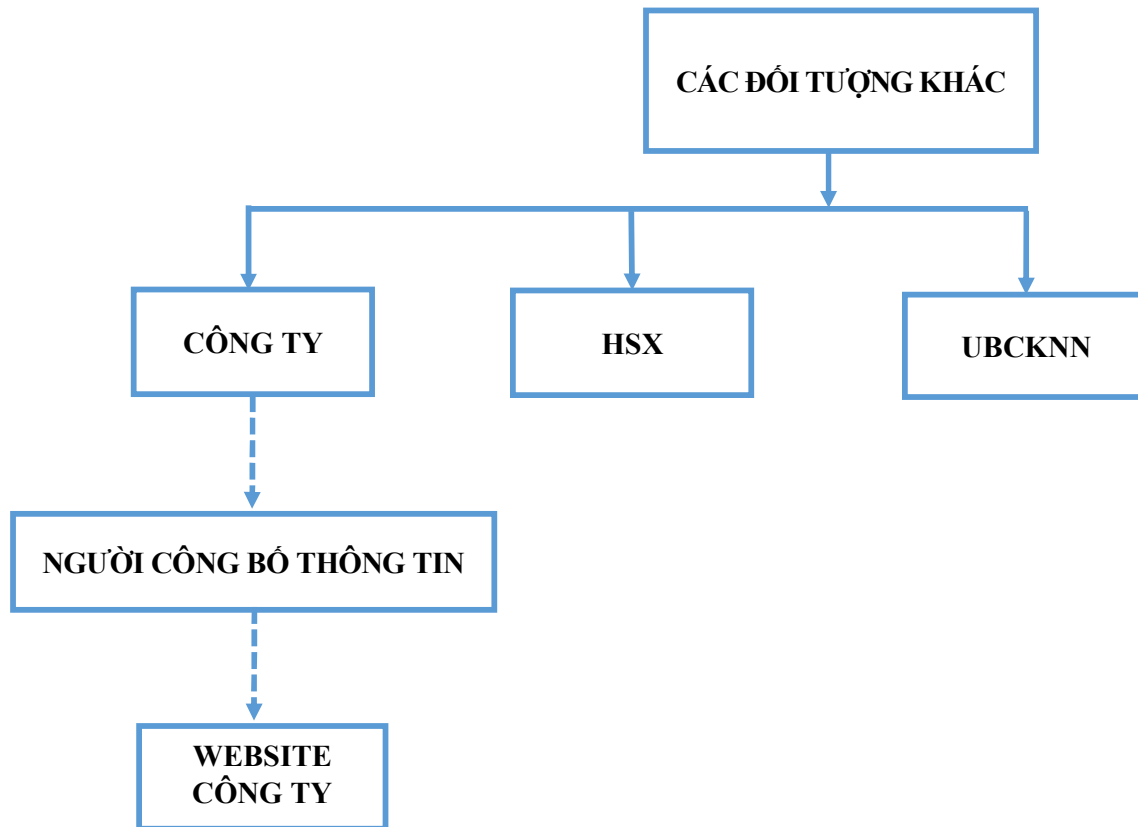 CÁC ĐỐI TƯỢNG KHÁC
CÔNG TY
HSX
UBCKNN
NGƯỜI CÔNG BỐ THÔNG TIN
WEBSITE
CÔNG TY